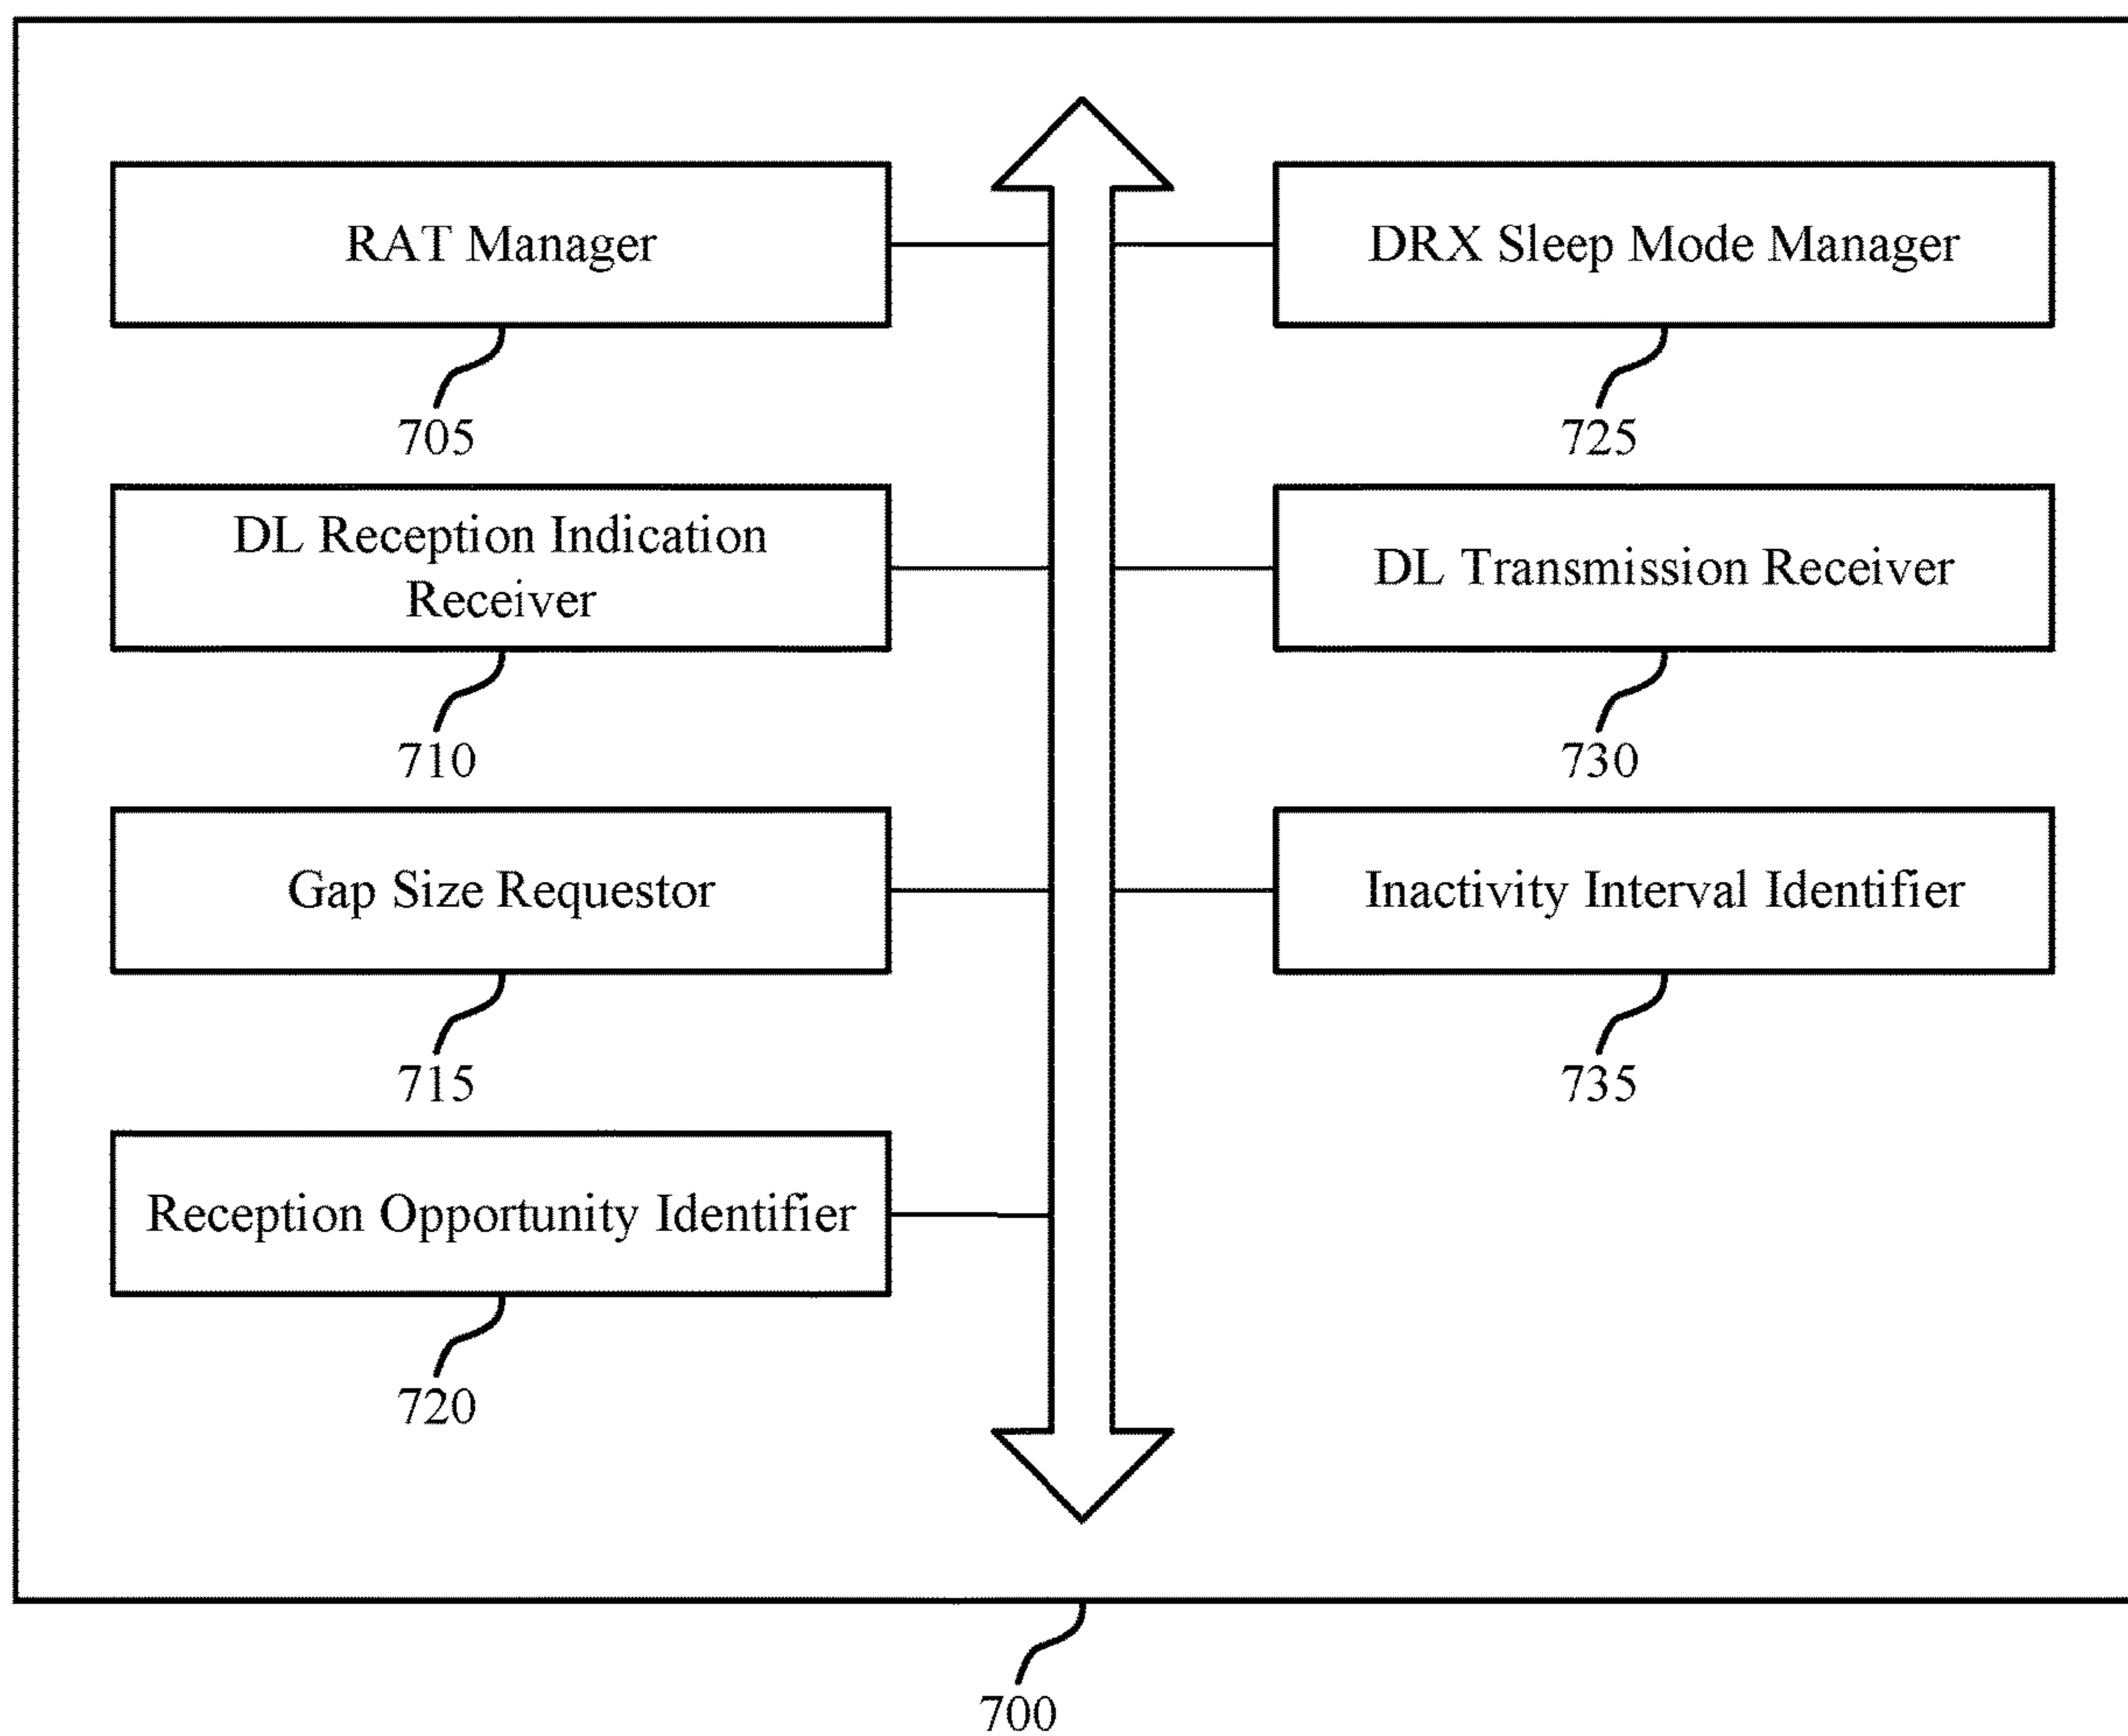 RAT Manager
705
DL Reception Indication
Receiver
710
Gap Size Requestor
715
Reception Opportunity Identifier
720
DRX Sleep Mode Manager
725
DL Transmission Receiver
730
Inactivity Interval Identifier
735
700